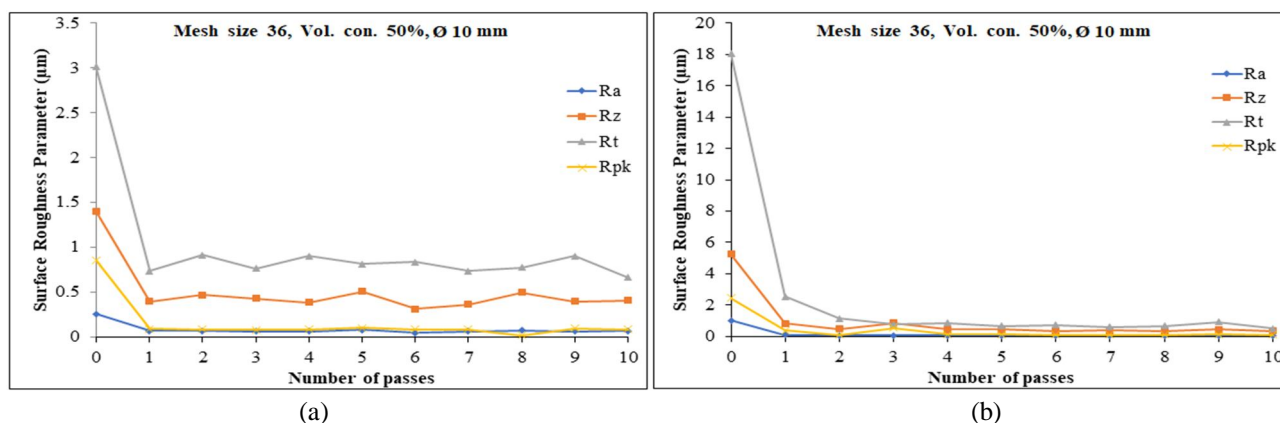 Mesh size 36, Vol. con. 50%, Ø 10 mm
Surface Roughness Parameter (µm)
3.5
3
2.5
2
1.5
1
0.5
0
Ra
Rz
Rt
Rpk
0 1 2 3 4 5 6 7 8 9 10
Number of passes
(a)
Mesh size 36, Vol. con. 50%, Ø 10 mm
Surface Roughness Parameter (µm)
20
18
16
14
12
10
8
6
4
2
0
Ra
Rz
Rt
Rpk
0 1 2 3 4 5 6 7 8 9 10
Number of passes
(b)